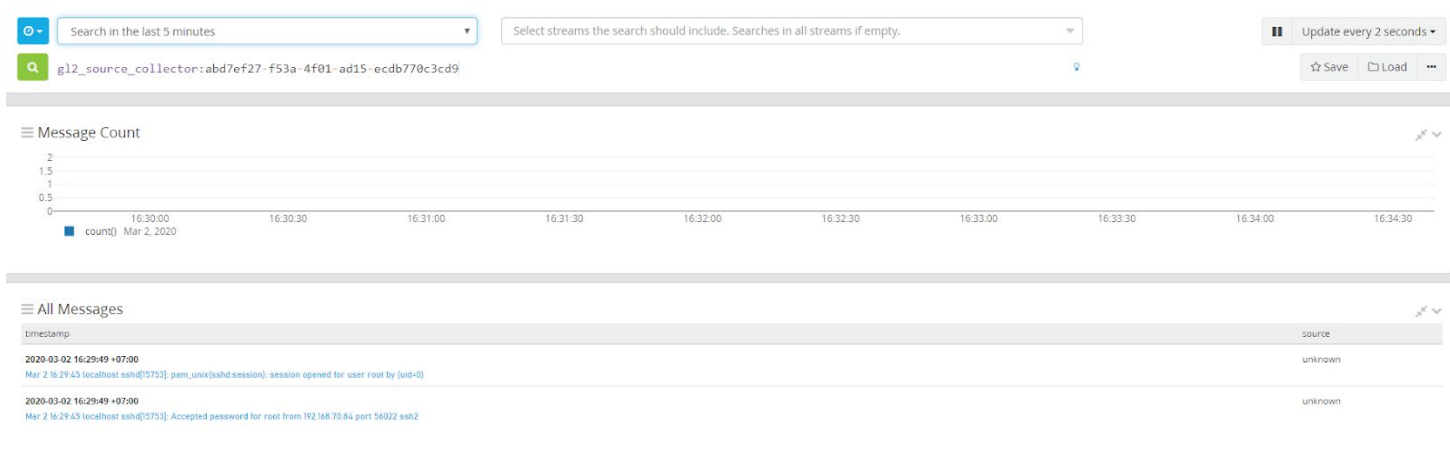 Search in the last 5 minutes
Select streams the search should include. Searches in all streams if empty.
Update every 2 seconds
gl2_source_collector:abd7ef27-f53a-4f01-ad15-ecdb770c3cd9
Save
Load
Message Count
2
1.5
1
0.5
0
16:30:00 16:30:30 16:31:00 16:31:30 16:32:00 16:32:30 16:33:00 16:33:30 16:34:00 16:34:30
count() Mar 2, 2020
All Messages
timestamp source
2020-03-02 16:29:49 +07:00 unknown
Mar 2 16:29:45 localhost sshd[15753]: pam_unix(sshd:session): session opened for user root by (uid=0)
2020-03-02 16:29:49 +07:00 unknown
Mar 2 16:29:45 localhost sshd[15753]: Accepted password for root from 192.168.70.84 port 56022 ssh2